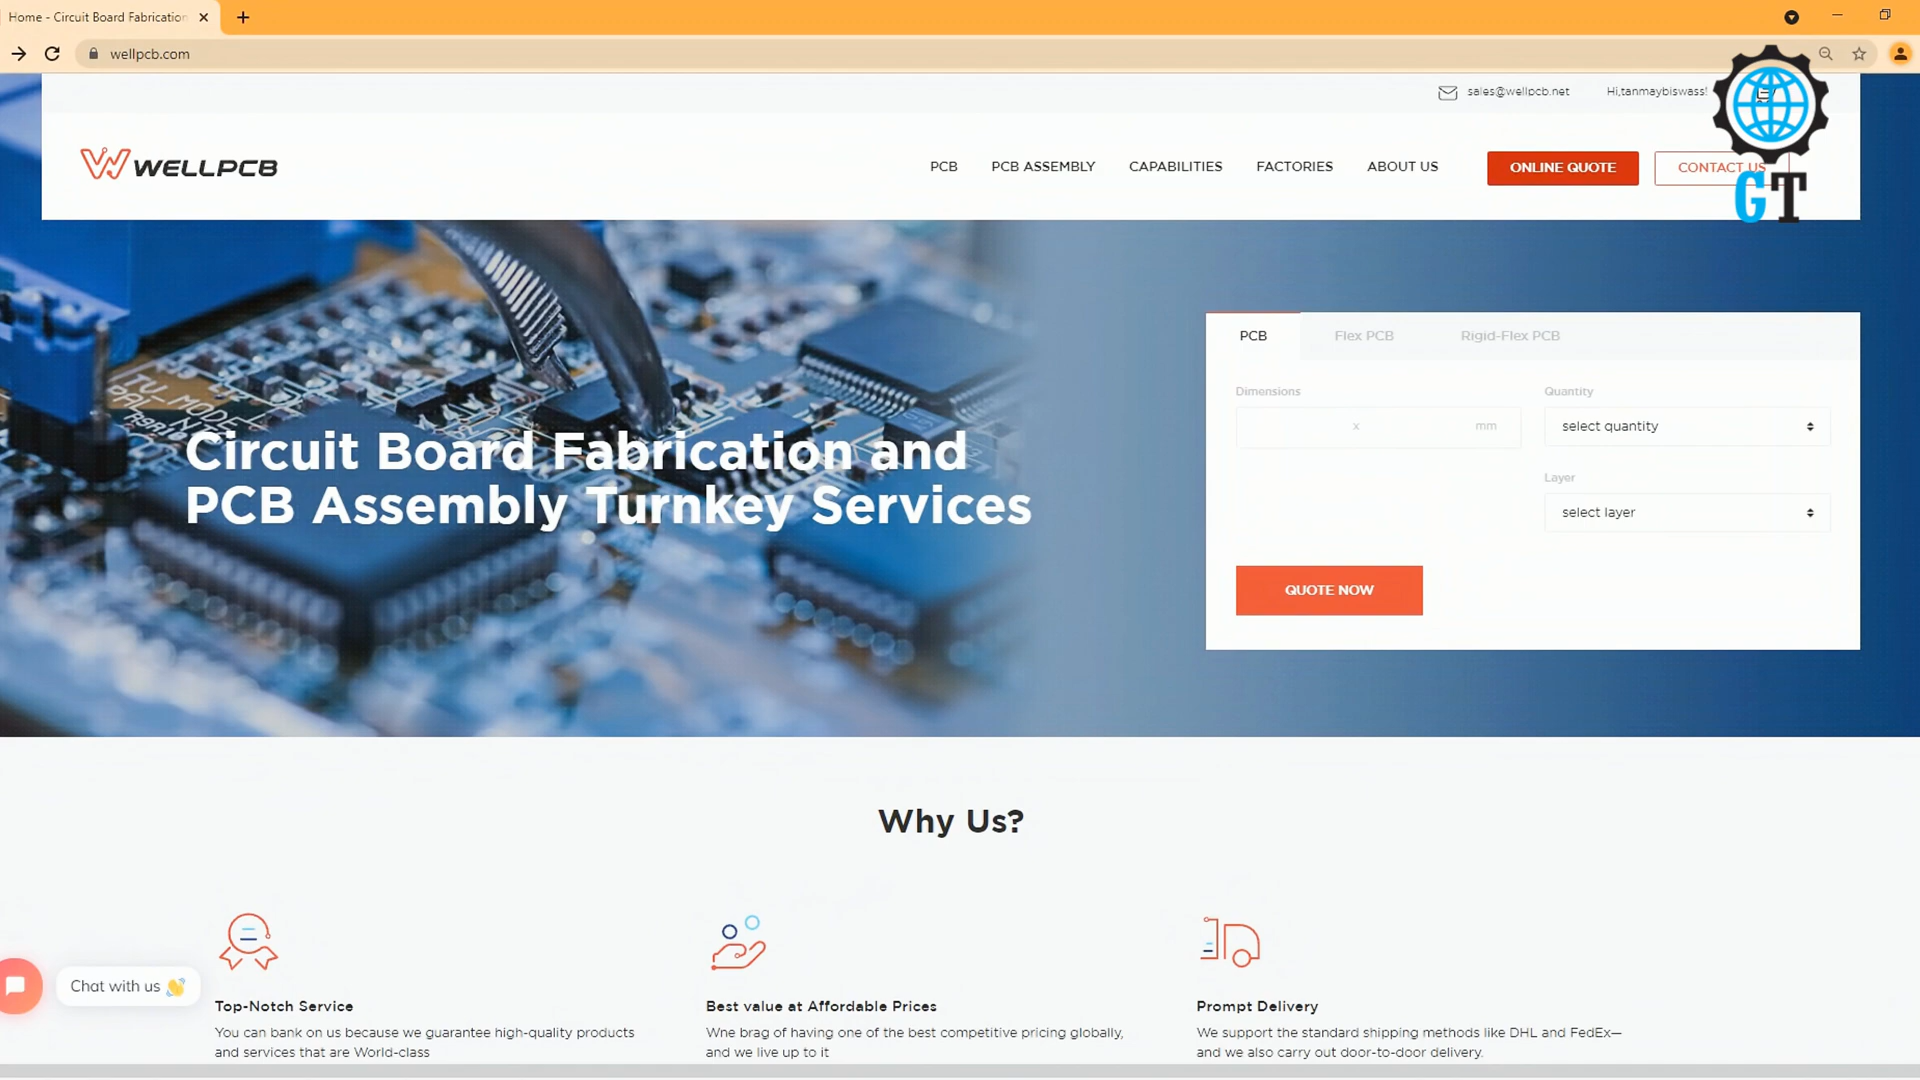 Home - Circuit Board Fabrication
wellpcb.com
sales@wellpcb.net
Hi,tanmaybiswass!
WELLPCB
PCB
PCB ASSEMBLY
CAPABILITIES
FACTORIES
ABOUT US
ONLINE QUOTE
CONTACT US
GT
Circuit Board Fabrication and
PCB Assembly Turnkey Services
PCB
Flex PCB
Rigid-Flex PCB
Dimensions
x
mm
Quantity
select quantity
Layer
select layer
QUOTE NOW
Why Us?
Top-Notch Service
You can bank on us because we guarantee high-quality products
and services that are World-class
Best value at Affordable Prices
Wne brag of having one of the best competitive pricing globally,
and we live up to it
Prompt Delivery
We support the standard shipping methods like DHL and FedEx—
and we also carry out door-to-door delivery.
Chat with us